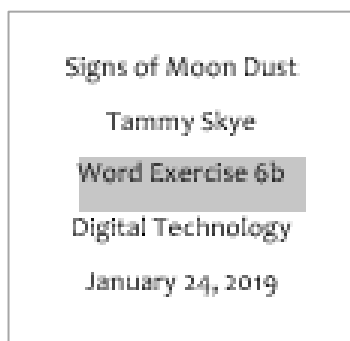 Signs of Moon Dust
Tammy Skye
Word Exercise 6b
Digital Technology
January 24, 2019